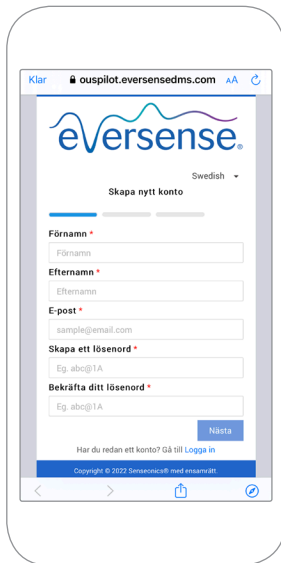 Klar ouspilot.eversensedms.com AA
eversense®
Swedish
Skapa nytt konto
Förnamn *
Förnamn
Efternamn *
Efternamn
E-post *
sample@email.com
Skapa ett lösenord *
Eg. abc@1A
Bekräfta ditt lösenord *
Eg. abc@1A
Nästa
Har du redan ett konto? Gå till Logga in
Copyright © 2022 Senseonics® med ensamrätt.